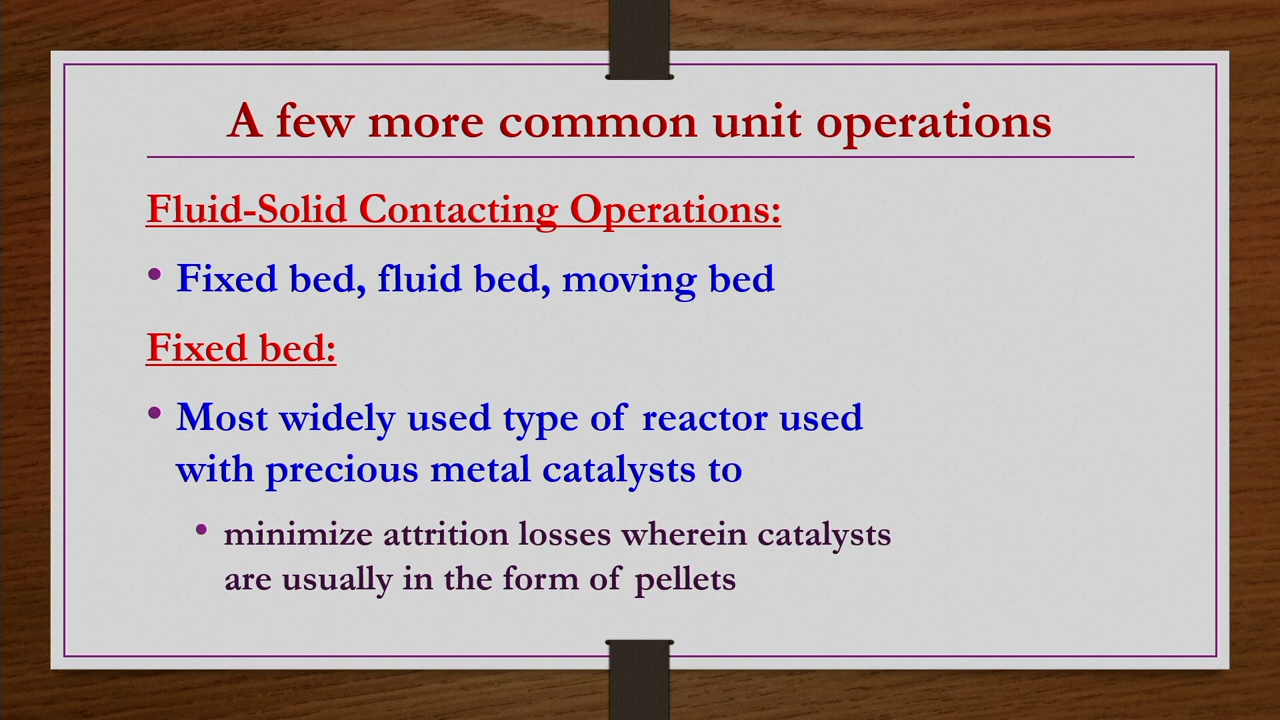 A few more common unit operations
Fluid-Solid Contacting Operations:
• Fixed bed, fluid bed, moving bed
Fixed bed:
• Most widely used type of reactor used
with precious metal catalysts to
• minimize attrition losses wherein catalysts
are usually in the form of pellets